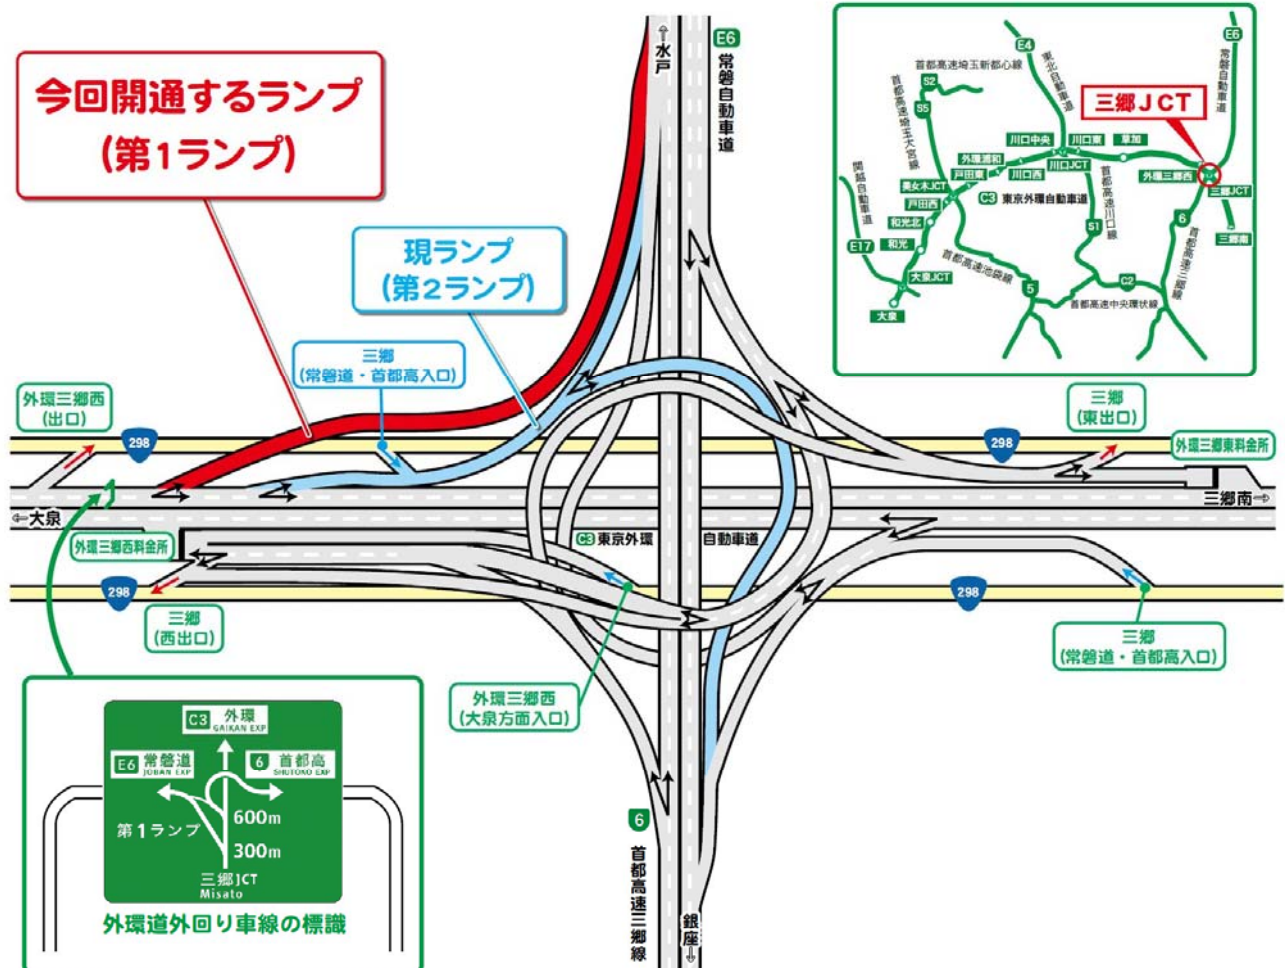 今回開通するランプ
(第1ランプ)
現ランプ
(第2ランプ)
三郷
(常磐道・首都高入口)
外環三郷西
(出口)
298
←大泉
外環三郷西料金所
298
三郷
(西出口)
⇧水戸
E6
常磐自動車道
C3 東京外環
自動車道
298
三郷
(東出口)
外環三郷東料金所
三郷南⇨
298
三郷
(常磐道・首都高入口)
外環三郷西
(大泉方面入口)
6
首都高速三郷線
銀座⇩
C3 外環
GAIKAN EXP
E6 常磐道
JOBAN EXP
6 首都高
SHUTOKO EXP
600m
第1ランプ
300m
三郷JCT
Misato
外環道外回り車線の標識
三郷JCT
E4
東北自動車道
E6
常磐自動車道
首都高速埼玉新都心線
S2
S5
首都高速埼玉大宮線
川口中央
川口東
草加
外環浦和
川口JCT
外環三郷西
戸田東
川口西
三郷JCT
美女木JCT
戸田西
C3 東京外環自動車道
和光北
首都高速川口線
S1
6
首都高速三郷線
三郷南
関越自動車道
E17
和光
大泉JCT
大泉
首都高速池袋線
5
C2
首都高速中央環状線